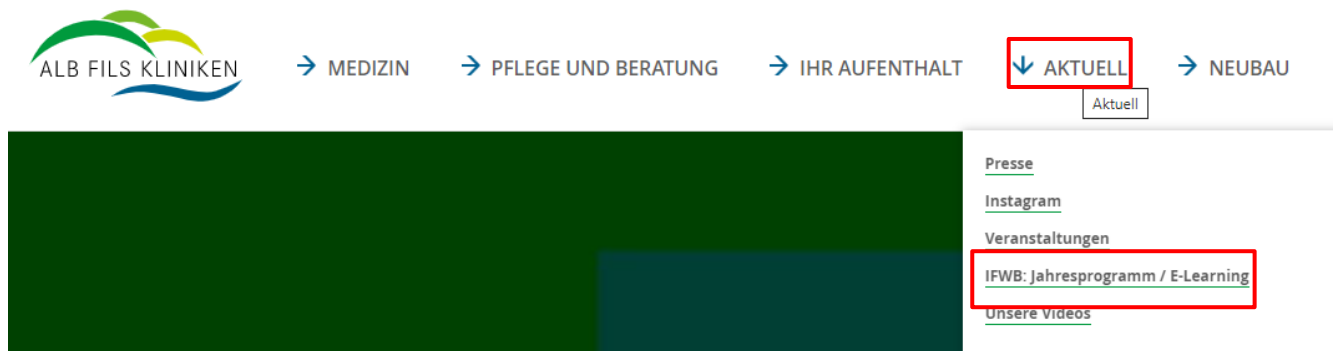 ALB FILS KLINIKEN
→ MEDIZIN
→ PFLEGE UND BERATUNG
→ IHR AUFENTHALT
↓ AKTUELL
→ NEUBAU
Aktuell
Presse
Instagram
Veranstaltungen
IFWB: Jahresprogramm / E-Learning
Unsere Videos